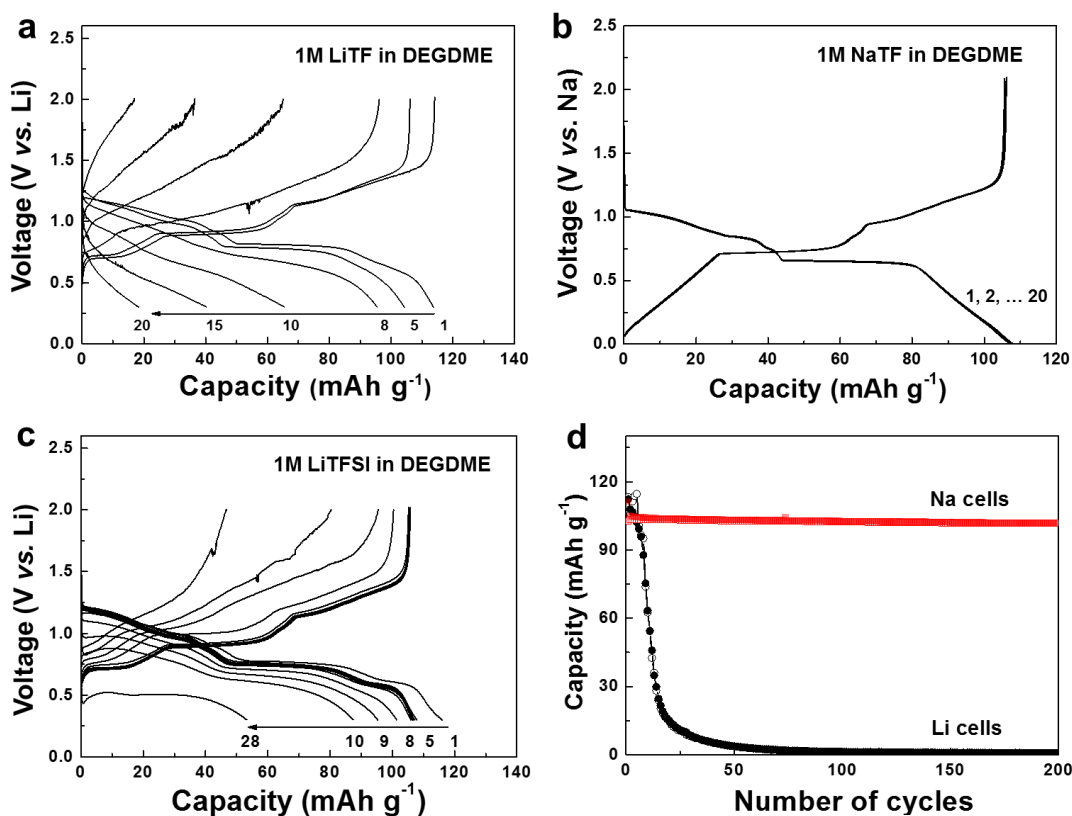 a
1M LiTF in DEGDME
2.5
2.0
1.5
1.0
0.5
0.0
Voltage (V vs. Li)
20 15 10 8 5 1
0 20 40 60 80 100 120 140
Capacity (mAh g⁻¹)
b
1M NaTF in DEGDME
2.5
2.0
1.5
1.0
0.5
0.0
Voltage (V vs. Na)
1, 2, ... 20
0 20 40 60 80 100 120
Capacity (mAh g⁻¹)
c
1M LiTFSI in DEGDME
2.5
2.0
1.5
1.0
0.5
0.0
Voltage (V vs. Li)
28 10 9 8 5 1
0 20 40 60 80 100 120 140
Capacity (mAh g⁻¹)
d
120
90
60
30
0
Capacity (mAh g⁻¹)
Na cells
Li cells
0 50 100 150 200
Number of cycles